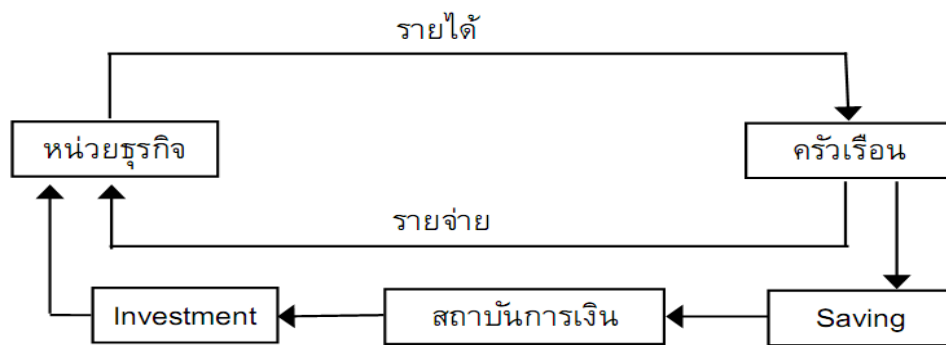 รายได้
หน่วยธุรกิจ
ครัวเรือน
รายจ่าย
Investment
สถาบันการเงิน
Saving